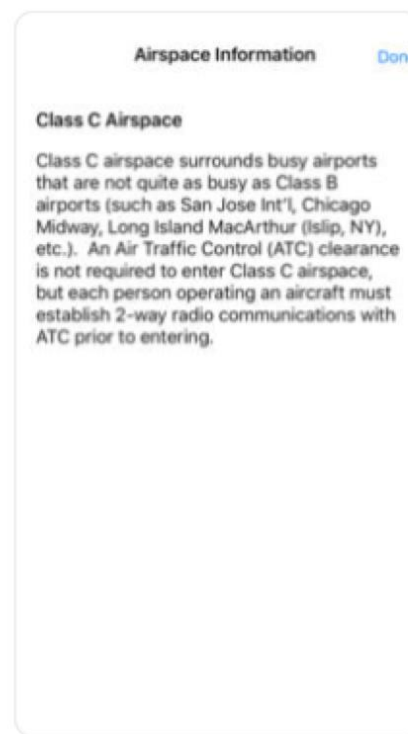 Airspace Information Don
Class C Airspace
Class C airspace surrounds busy airports
that are not quite as busy as Class B
airports (such as San Jose Int'l, Chicago
Midway, Long Island MacArthur (Islip, NY),
etc.).  An Air Traffic Control (ATC) clearance
is not required to enter Class C airspace,
but each person operating an aircraft must
establish 2-way radio communications with
ATC prior to entering.